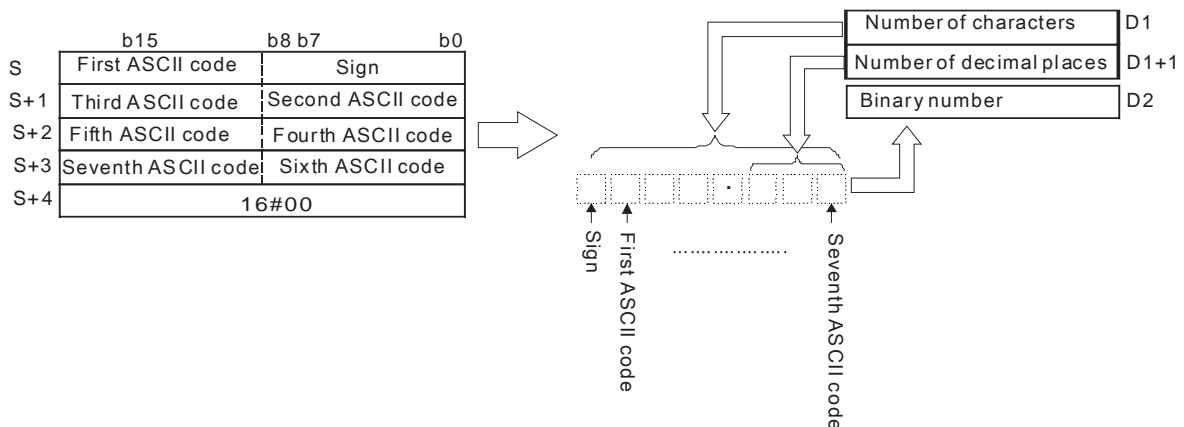 b15 b8 b7 b0
S First ASCII code Sign
S+1 Third ASCII code Second ASCII code
S+2 Fifth ASCII code Fourth ASCII code
S+3 Seventh ASCII code Sixth ASCII code
S+4 16#00
Number of characters D1
Number of decimal places D1+1
Binary number D2
.
Sign
First ASCII code
....................
Seventh ASCII code